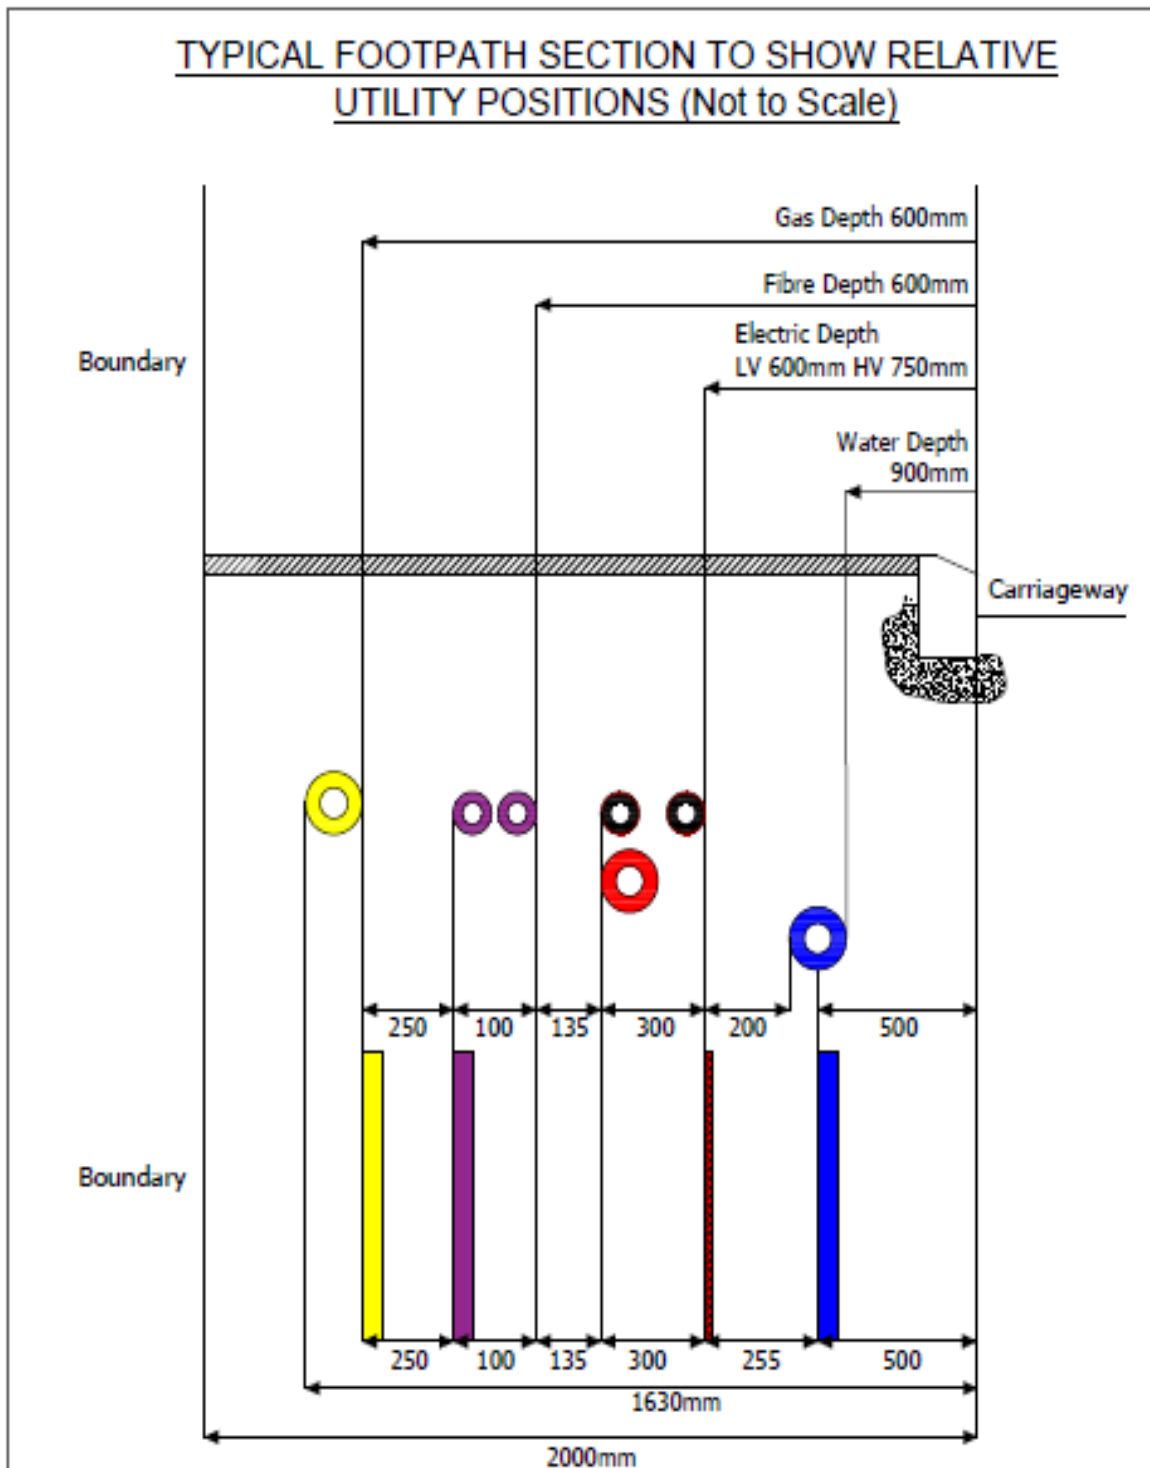 TYPICAL FOOTPATH SECTION TO SHOW RELATIVE
UTILITY POSITIONS (Not to Scale)
Gas Depth 600mm
Fibre Depth 600mm
Electric Depth
LV 600mm HV 750mm
Boundary
Water Depth
900mm
Carriageway
250 100 135 300 200 500
Boundary
250 100 135 300 255 500
1630mm
2000mm